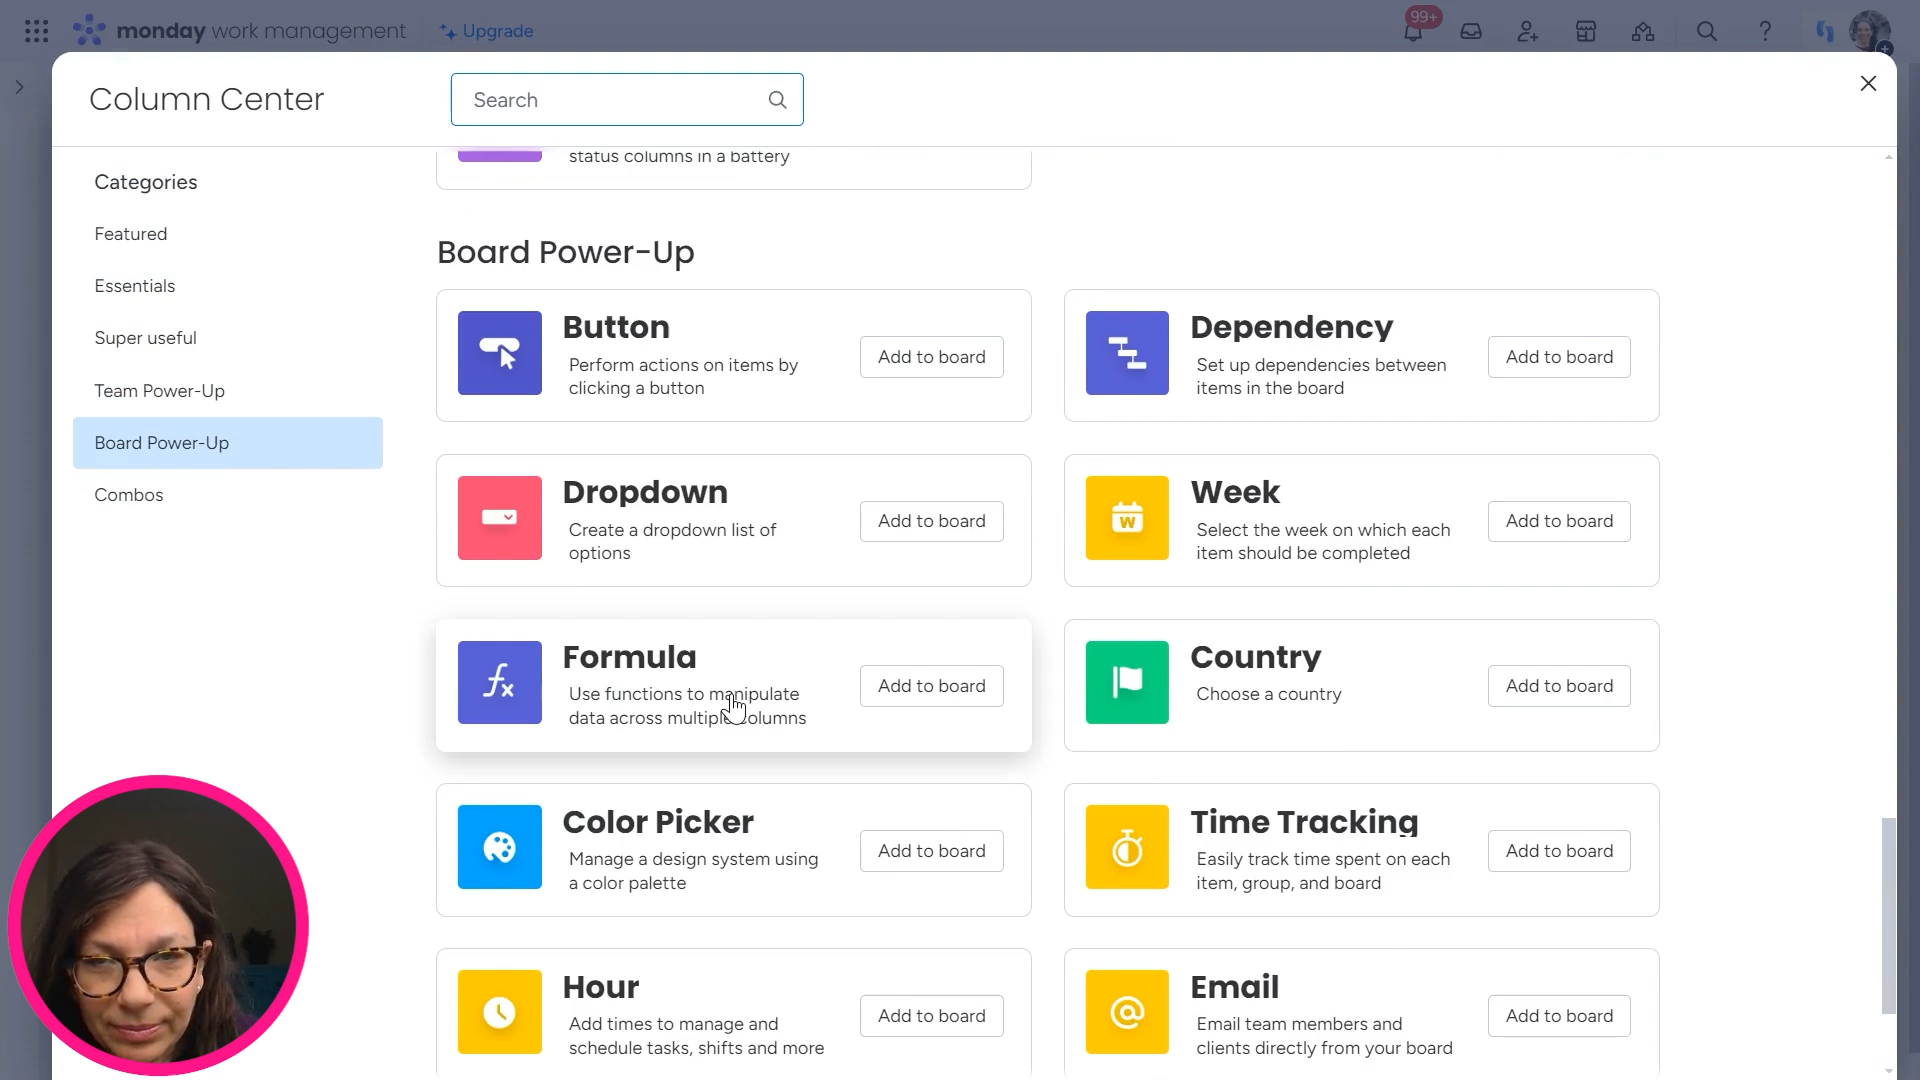 monday work management
Upgrade
99+
Column Center
Search
Categories
Featured
Essentials
Super useful
Team Power-Up
Board Power-Up
Combos
status columns in a battery
Board Power-Up
Button
Perform actions on items by
clicking a button
Add to board
Dependency
Set up dependencies between
items in the board
Add to board
Dropdown
Create a dropdown list of
options
Add to board
Week
Select the week on which each
item should be completed
Add to board
W
Formula
Use functions to manipulate
data across multiple columns
Add to board
fx
Country
Choose a country
Add to board
Color Picker
Manage a design system using
a color palette
Add to board
Time Tracking
Easily track time spent on each
item, group, and board
Add to board
Hour
Add times to manage and
schedule tasks, shifts and more
Add to board
Email
Email team members and
clients directly from your board
Add to board